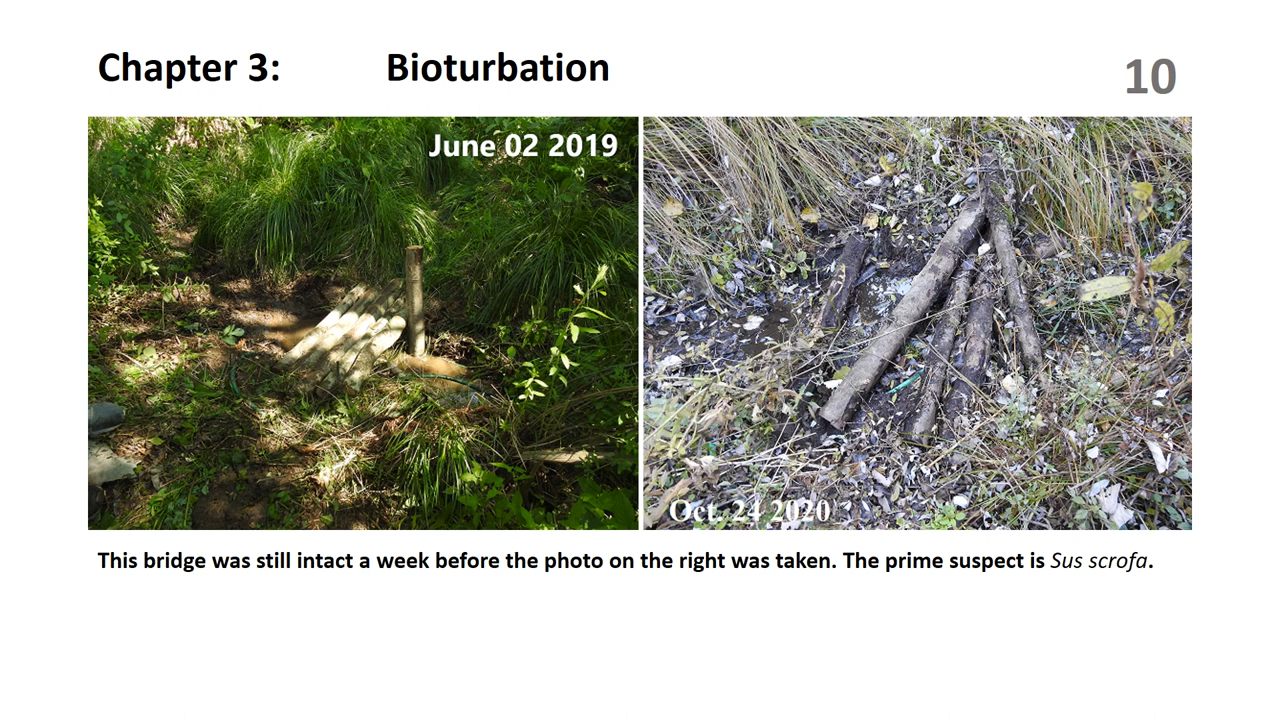 Chapter 3: Bioturbation
10
June 02 2019
Oct. 24 2020
This bridge was still intact a week before the photo on the right was taken. The prime suspect is Sus scrofa.